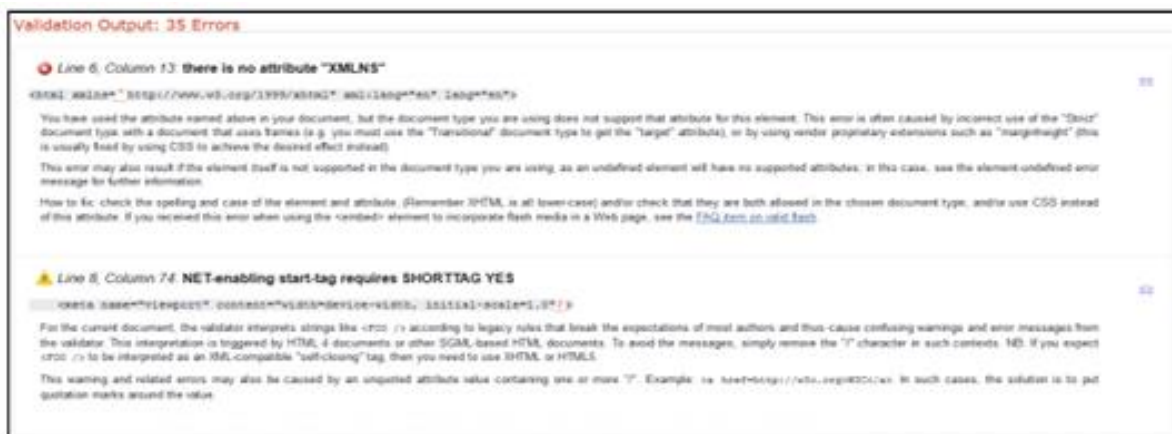 Validation Output: 35 Errors
Line 6, Column 13: there is no attribute "XMLNS"
<html xmlns="http://www.w3.org/1999/xhtml" xml:lang="en" lang="en">
You have used the attribute named above in your document, but the document type you are using does not support that attribute for this element. This error is often caused by incorrect use of the "Strict"
document type with a document that uses frames (e.g. you must use the "Transitional" document type to get the "target" attribute), or by using vendor proprietary extensions such as "marginheight" (this
is usually fixed by using CSS to achieve the desired effect instead).
This error may also result if the element itself is not supported in the document type you are using, as an undefined element will have no supported attributes; in this case, see the element-undefined error
message for further information.
How to fix: check the spelling and case of the element and attribute, (Remember XHTML is all lower-case) and/or check that they are both allowed in the chosen document type, and/or use CSS instead
of this attribute. If you received this error when using the <embed> element to incorporate flash media in a Web page, see the FAQ item on valid flash.
Line 8, Column 74: NET-enabling start-tag requires SHORTTAG YES
<meta name="viewport" content="width=device-width, initial-scale=1.0"/>
For the current document, the validator interprets strings like <FOO /> according to legacy rules that break the expectations of most authors and thus cause confusing warnings and error messages from
the validator. This interpretation is triggered by HTML 4 documents or other SGML-based HTML documents. To avoid the messages, simply remove the "/" character in such contexts. NB: If you expect
<FOO /> to be interpreted as an XML-compatible "self-closing" tag, then you need to use XHTML or HTML5.
This warning and related errors may also be caused by an unquoted attribute value containing one or more "/". Example: <a href=http://w3c.org>W3C</a>. In such cases, the solution is to put
quotation marks around the value.